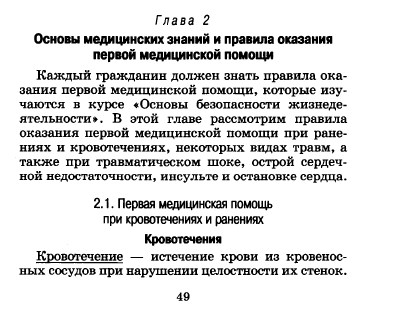 Глава 2
Основы медицинских знаний и правила оказания
первой медицинской помощи
Каждый гражданин должен знать правила ока-
зания первой медицинской помощи, которые изу-
чаются в курсе «Основы безопасности жизнеде-
ятельности». В этой главе рассмотрим правила
оказания первой медицинской помощи при ране-
ниях и кровотечениях, некоторых видах травм, а
также при травматическом шоке, острой сердеч-
ной недостаточности, инсульте и остановке сердца.
2.1. Первая медицинская помощь
при кровотечениях и ранениях
Кровотечения
Кровотечение — истечение крови из кровенос-
ных сосудов при нарушении целостности их стенок.
49